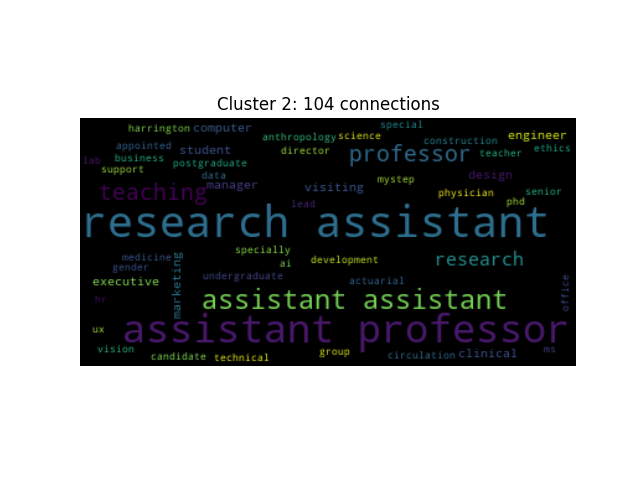 Cluster 2: 104 connections
harrington computer special
anthropology science engineer
appointed student director construction ethics
lab business postgraduate professor teacher
support data mystep design
teaching manager visiting physician senior
lead phd
research assistant
specially
medicine ai development research
gender undergraduate actuarial
executive marketing office
hr assistant assistant
ux assistant professor
vision candidate technical group circulation clinical ms